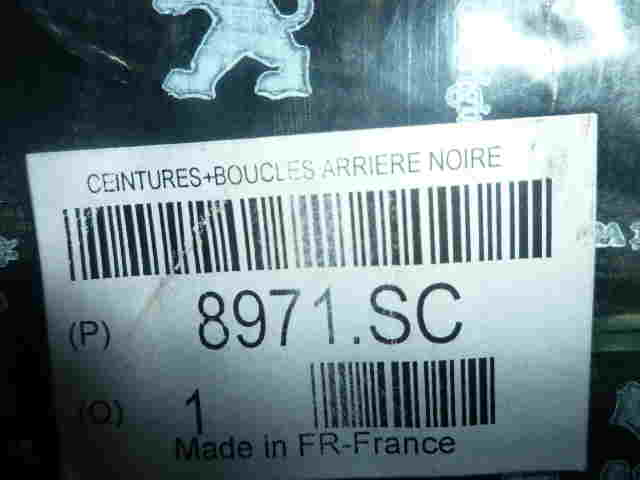 CEINTURES+BOUCLES ARRIERE NOIRE
(P) 8971.SC
(Q) 1
Made in FR-France